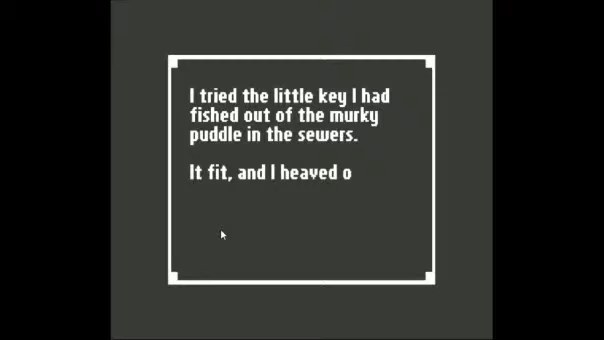 I tried the little key I had
fished out of the murky
puddle in the sewers.
It fit, and I heaved o